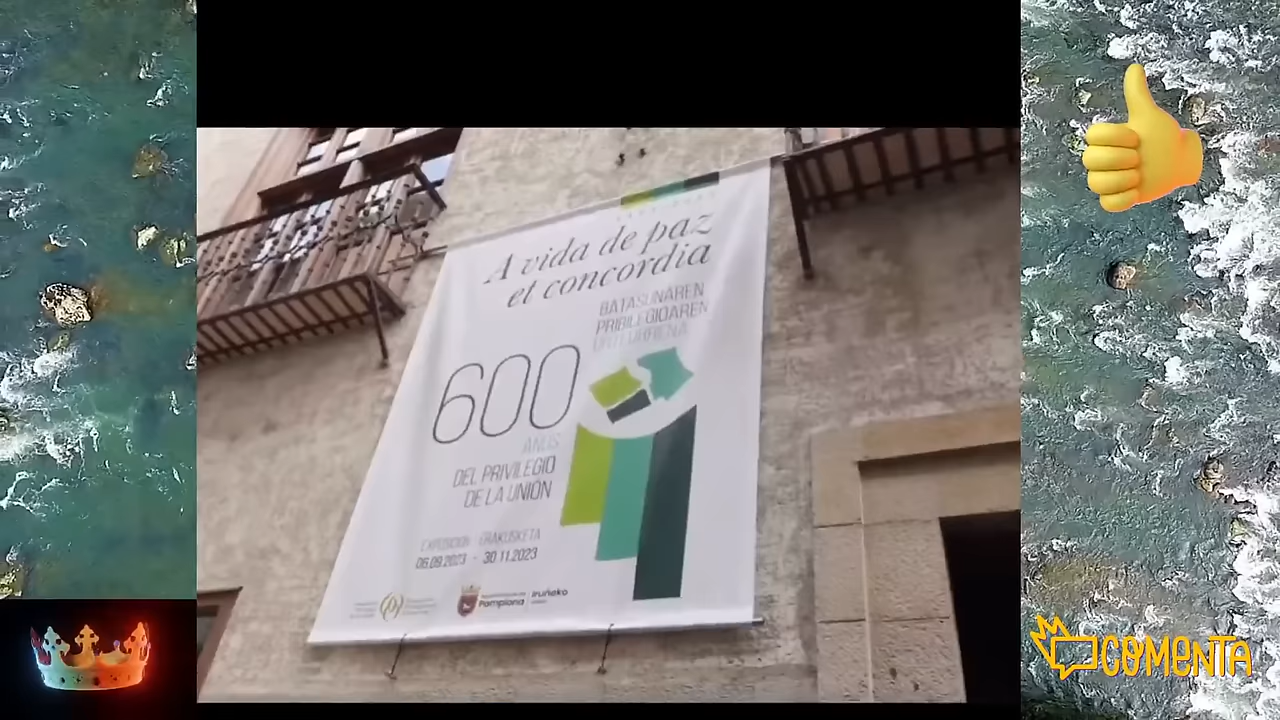 A vida de paz
et concordia
BATASUNAREN
PRIBILEGIOAREN
URTEURRENA
600
AÑOS
DEL PRIVILEGIO
DE LA UNIÓN
EXPOSICIÓN · ERAKUSKETA
06.09.2023 - 30.11.2023
Pamplona
Iruñeko
COMENTA